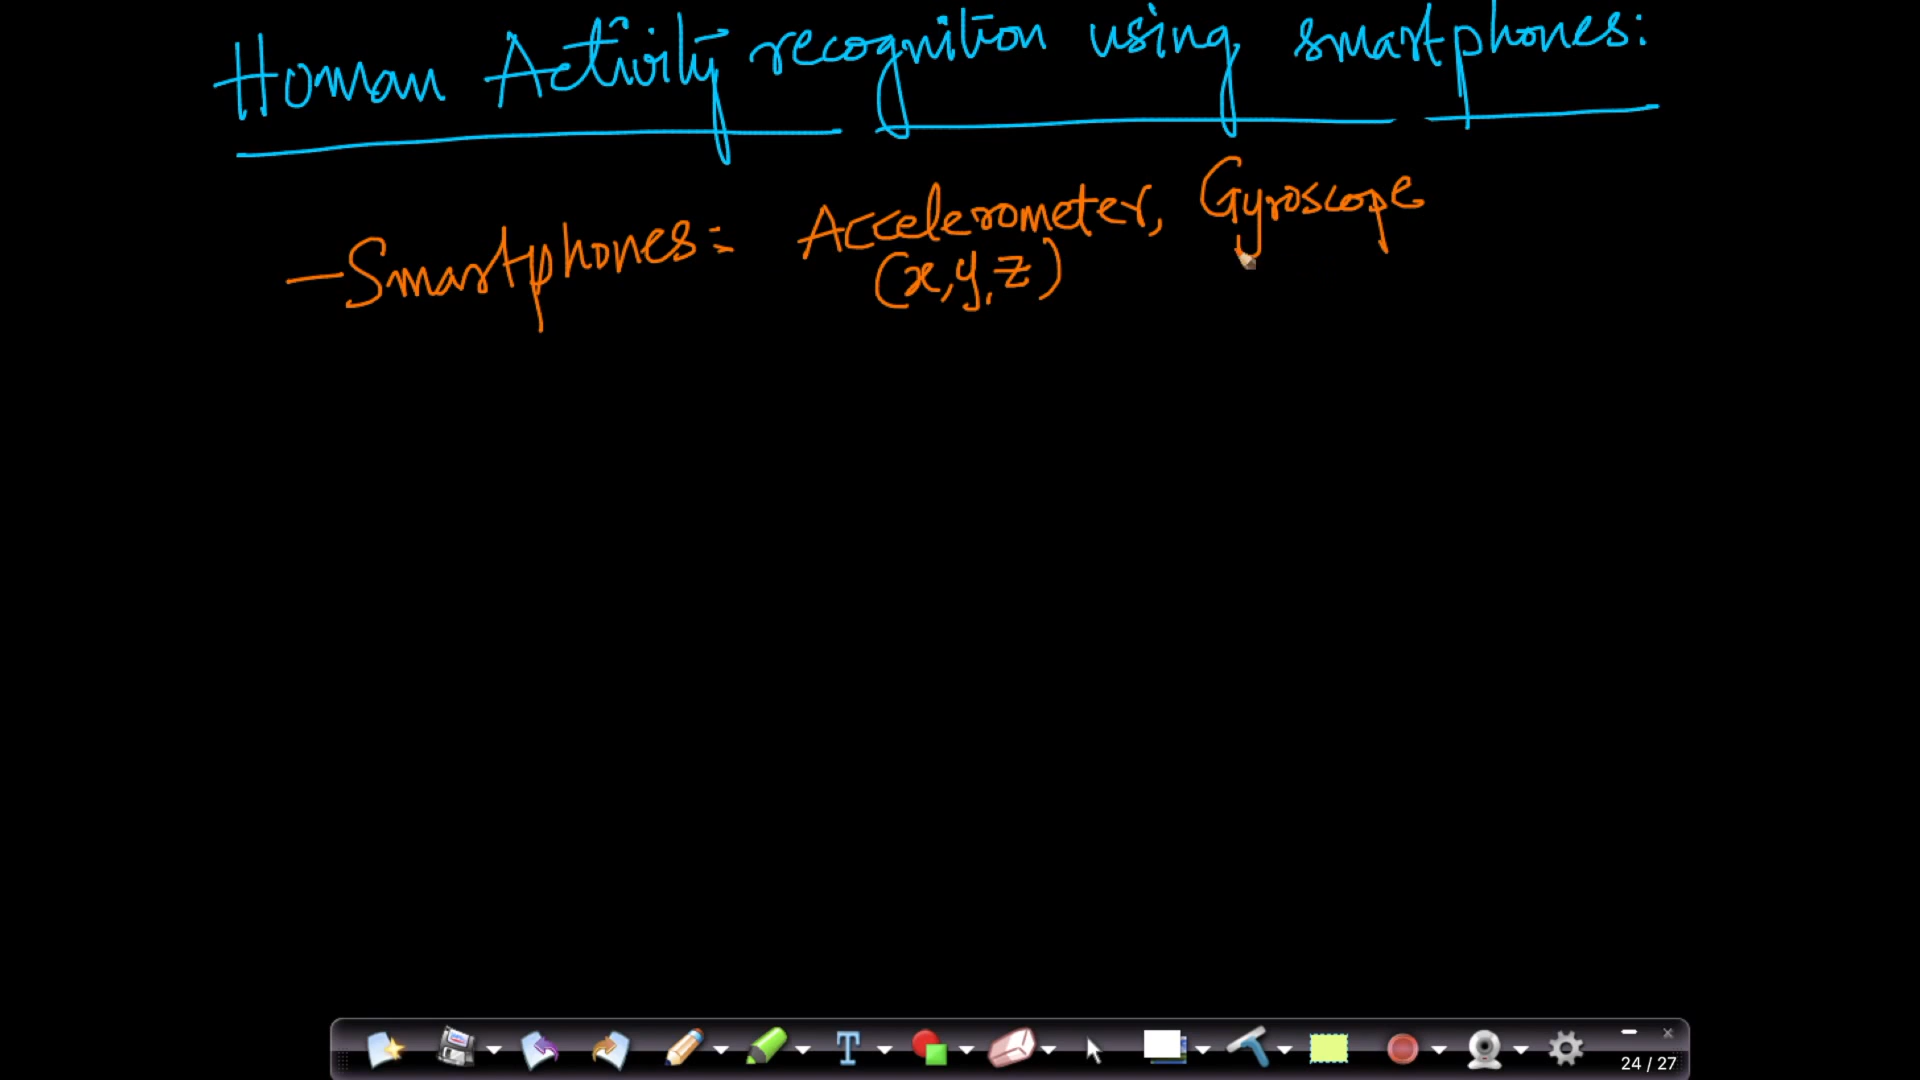 Human Activity recognition using smartphones:
- Smartphones: Accelerometer, Gyroscope
(x, y, z)
T
24 / 27